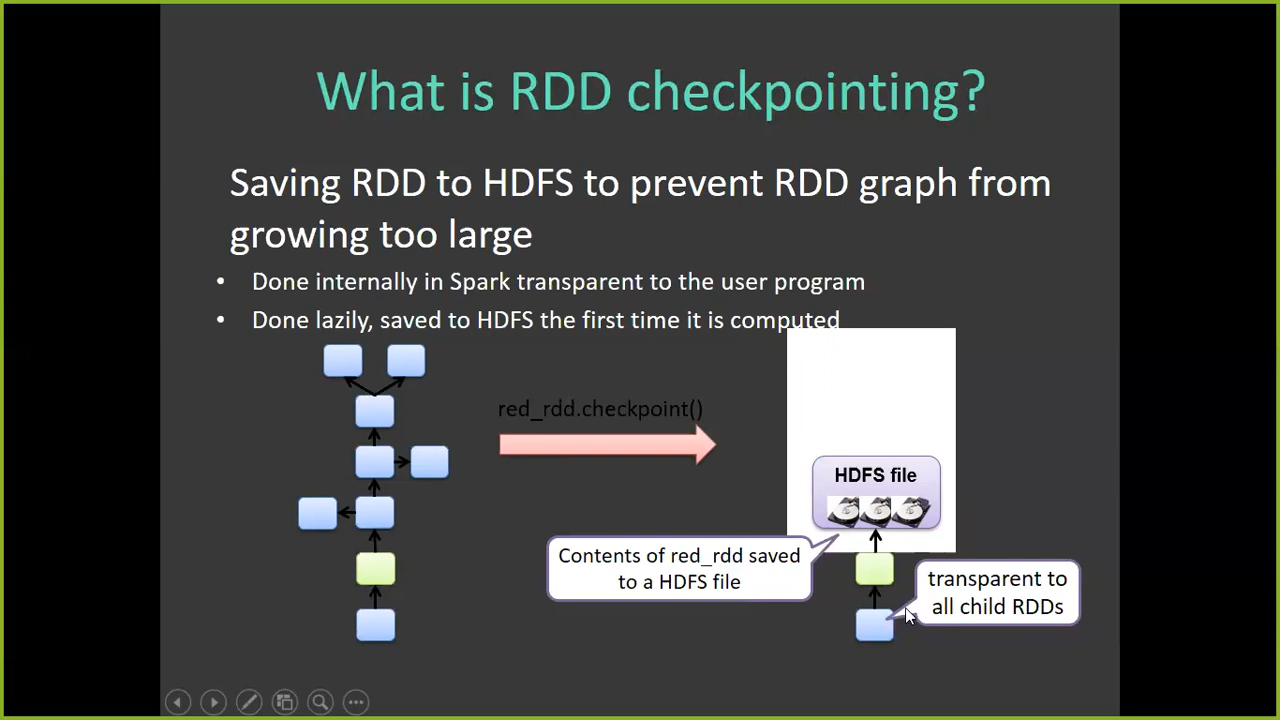 What is RDD checkpointing?
Saving RDD to HDFS to prevent RDD graph from
growing too large
• Done internally in Spark transparent to the user program
• Done lazily, saved to HDFS the first time it is computed
red_rdd.checkpoint()
HDFS file
Contents of red_rdd saved
to a HDFS file
transparent to
all child RDDs